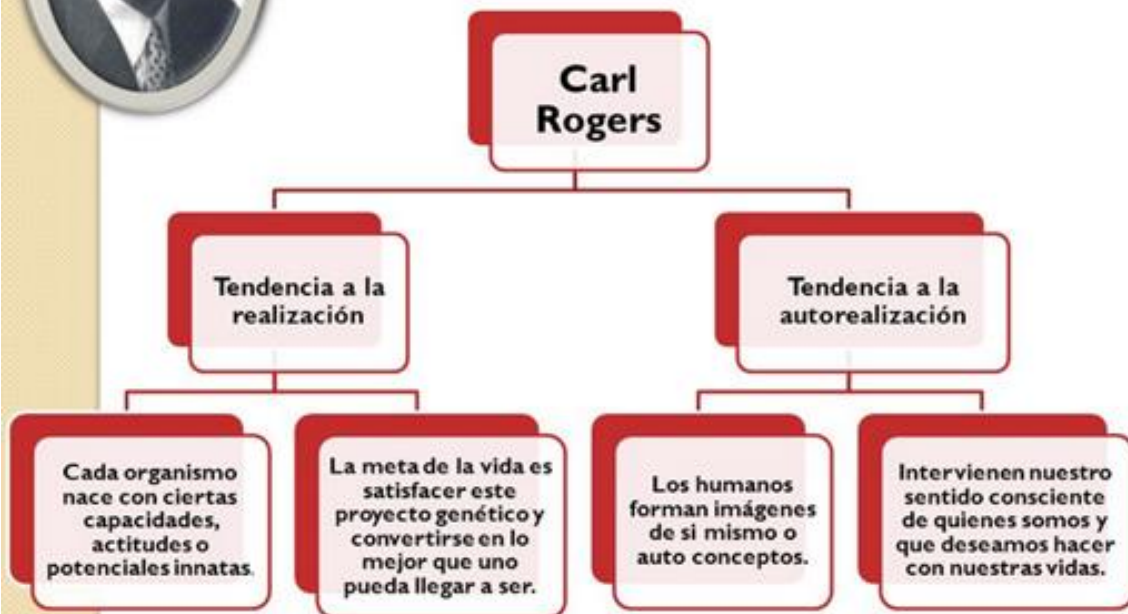 Carl
Rogers
Tendencia a la
realización
Tendencia a la
autorealización
Cada organismo
nace con ciertas
capacidades,
actitudes o
potenciales innatas.
La meta de la vida es
satisfacer este
proyecto genético y
convertirse en lo
mejor que uno
pueda llegar a ser.
Los humanos
forman imágenes
de si mismo o
auto conceptos.
Intervienen nuestro
sentido consciente
de quienes somos y
que deseamos hacer
con nuestras vidas.